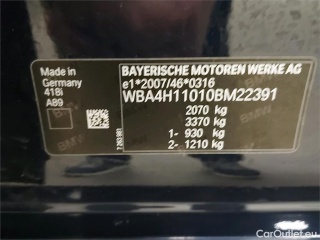 BAYERISCHE MOTOREN WERKE AG
Made in
Germany
418i
A89
e1*2007/46*0316
WBA4H11010BM22391
2070 kg
3370 kg
1- 930 kg
2- 1210 kg
CarOutlet.eu